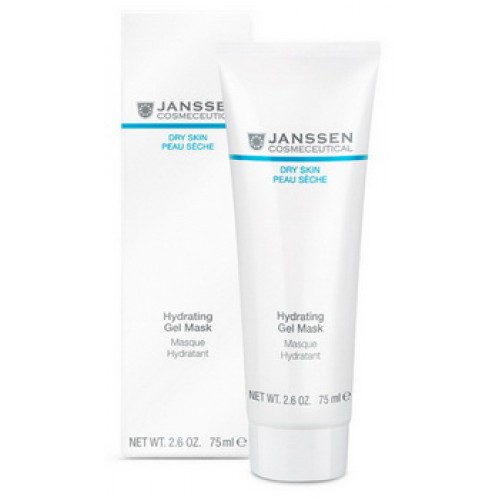 JANSSEN
COSMECEUTICAL
DRY SKIN
PEAU SÈCHE
Hydrating
Gel Mask
Masque
Hydratant
NET WT. 2.6 OZ. 75 ml ℮
JANSSEN
COSMECEUTICAL
DRY SKIN
PEAU SÈCHE
Hydrating
Gel Mask
Masque
Hydratant
NET WT. 2.6 OZ. 75 ml ℮